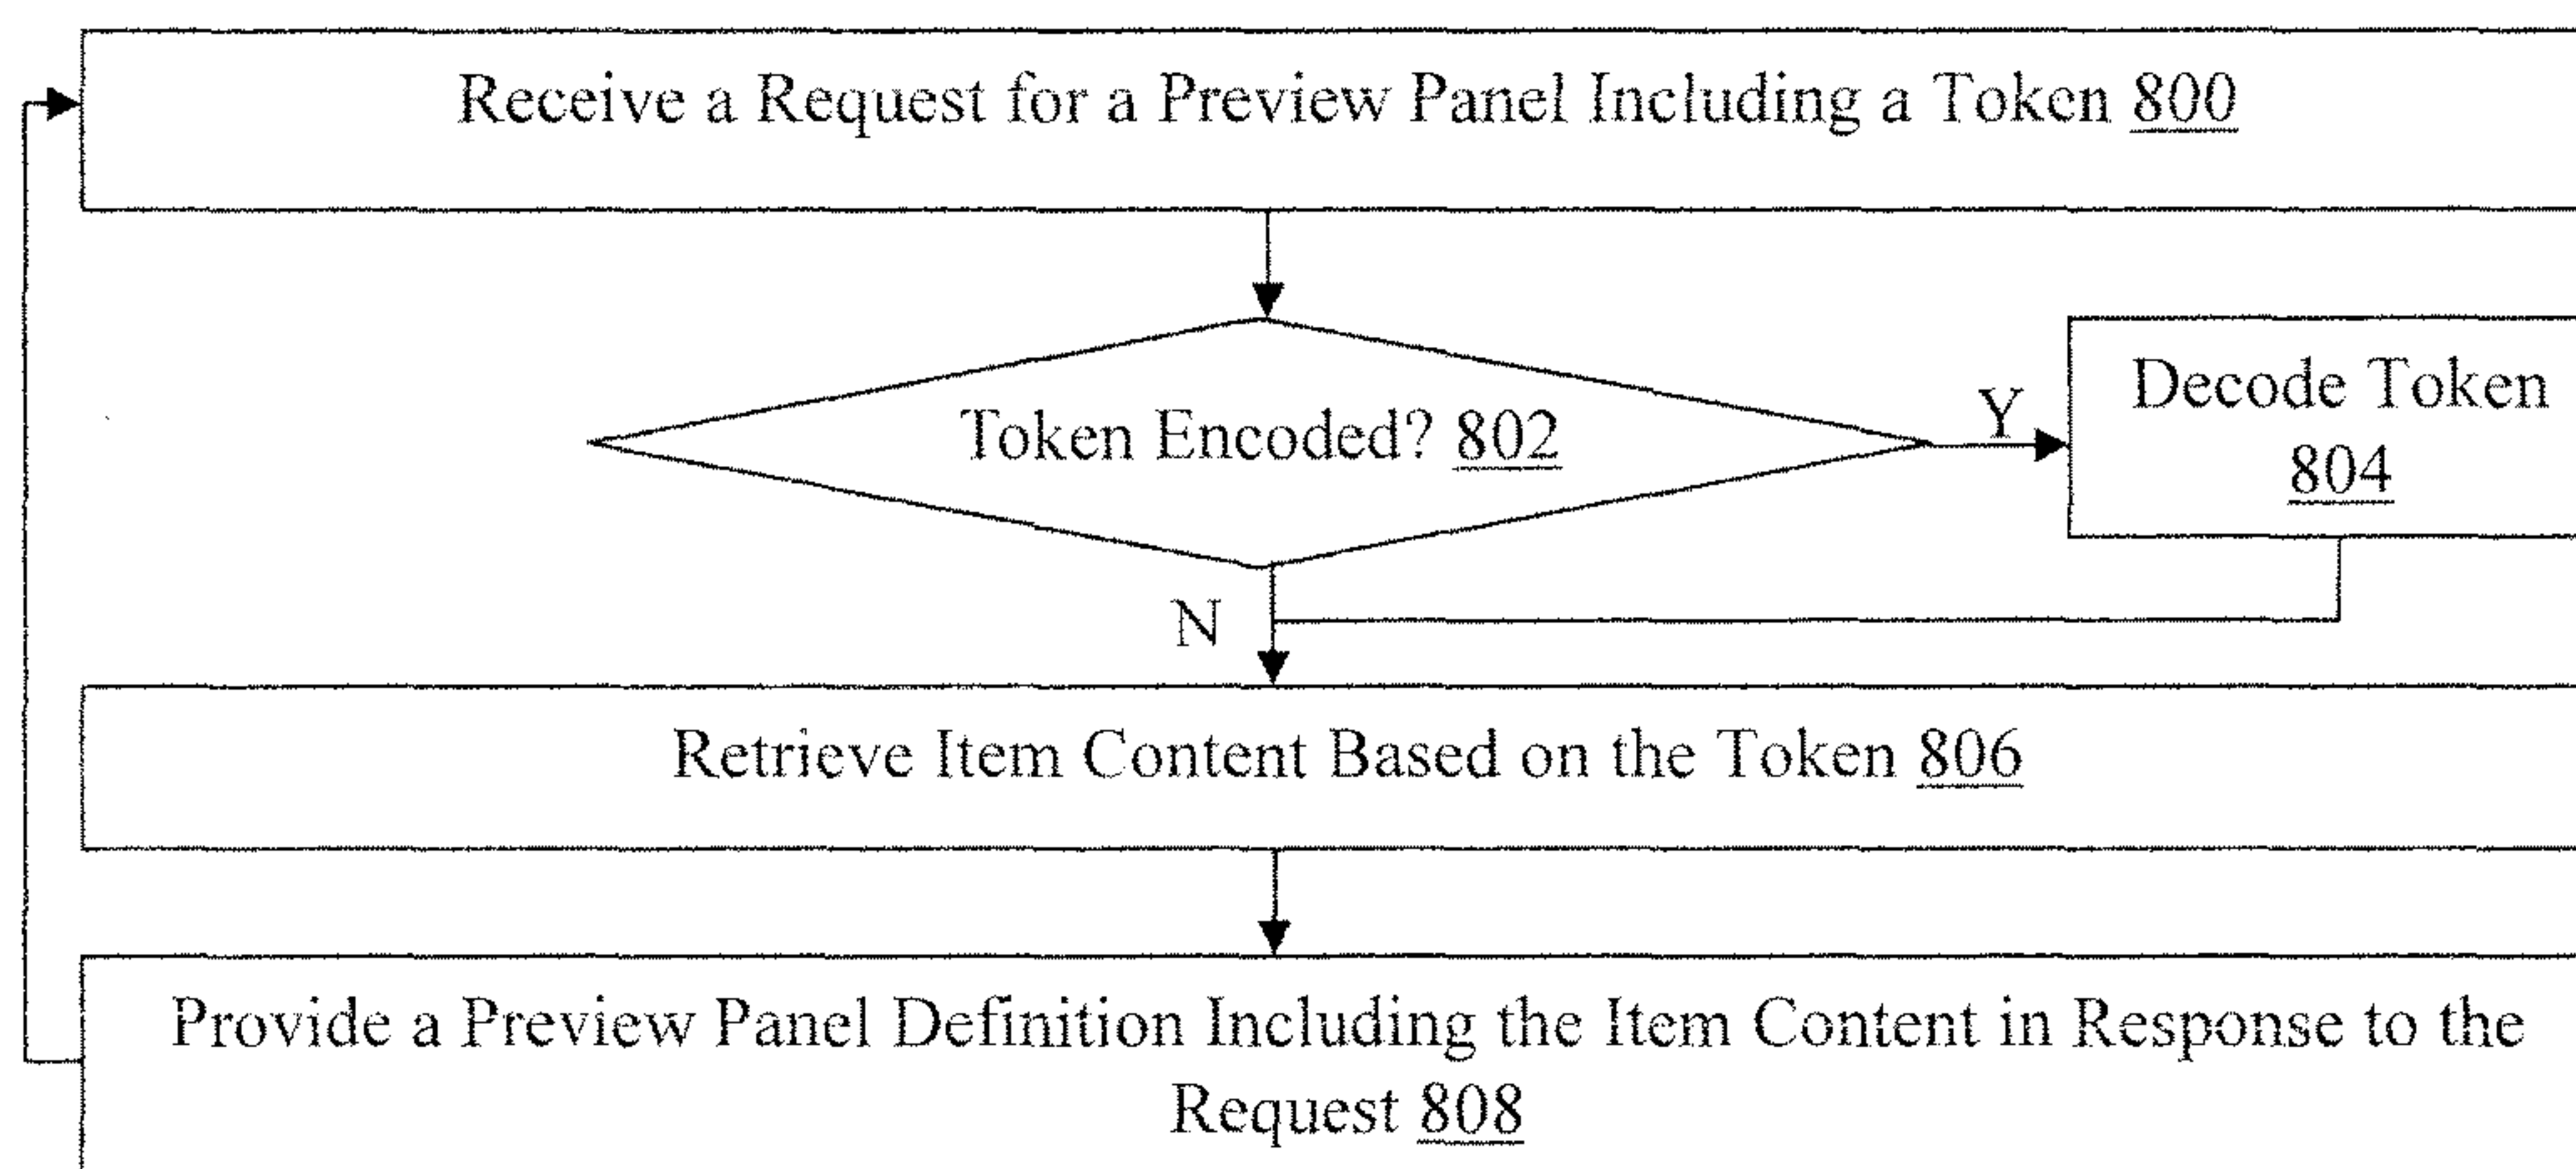 Receive a Request for a Preview Panel Including a Token 800
Token Encoded? 802
Y
Decode Token
804
N
Retrieve Item Content Based on the Token 806
Provide a Preview Panel Definition Including the Item Content in Response to the
Request 808